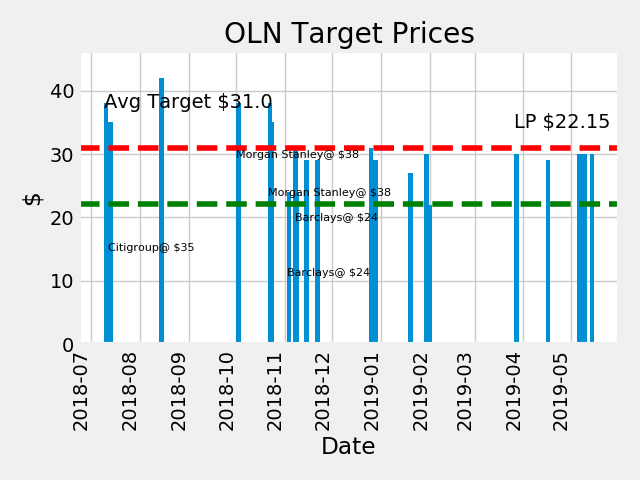 OLN Target Prices
Avg Target $31.0
LP $22.15
Morgan Stanley@ $38
Morgan Stanley@ $38
Barclays@ $24
Citigroup@ $35
Barclays@ $24
$
40
30
20
10
0
2018-07
2018-08
2018-09
2018-10
2018-11
2018-12
2019-01
2019-02
2019-03
2019-04
2019-05
Date